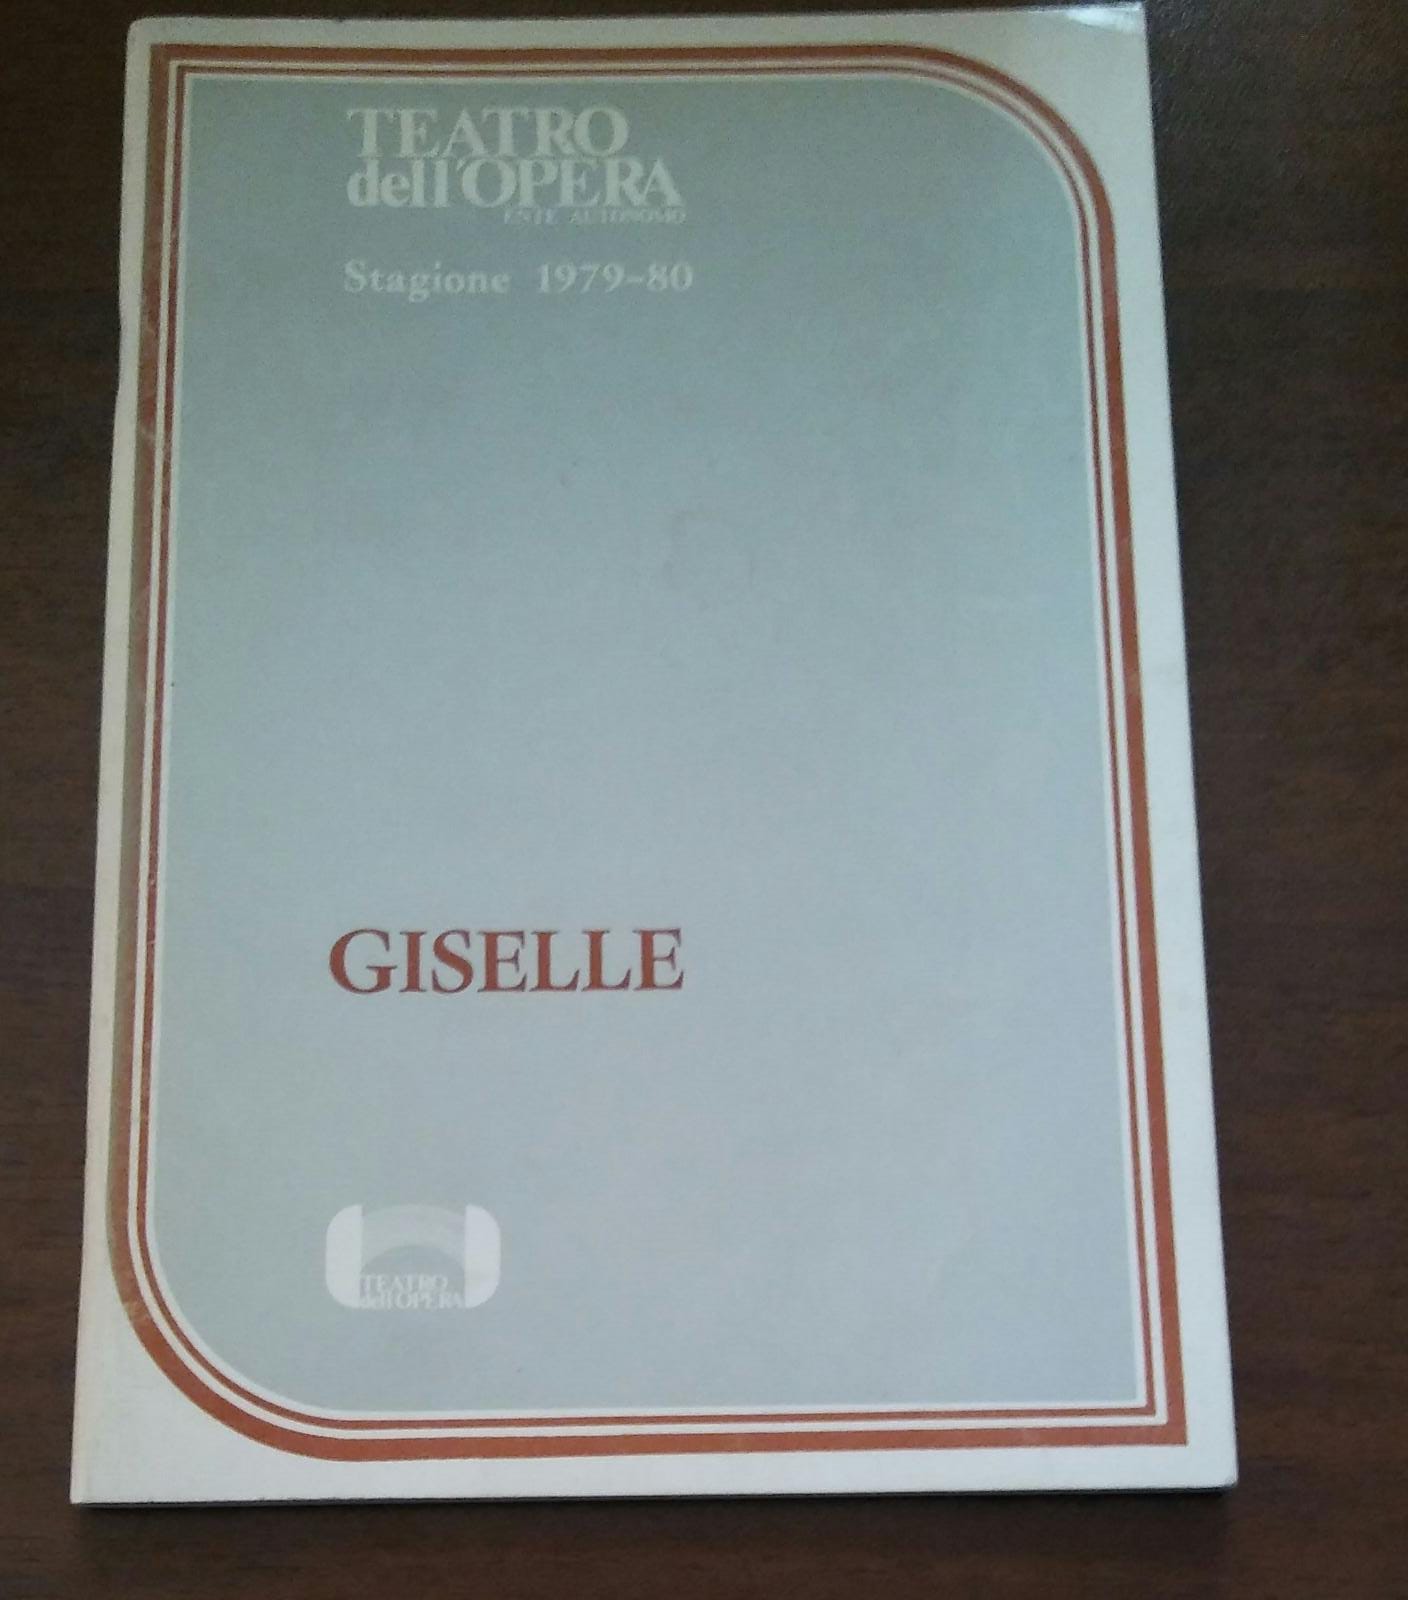 TEATRO
dell'OPERA
ENTE AUTONOMO
Stagione 1979-80
GISELLE
TEATRO
dell'OPERA